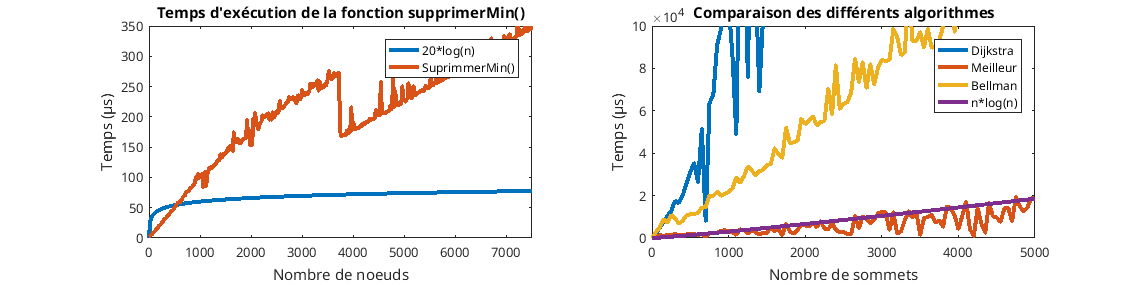 Temps d'exécution de la fonction supprimerMin()
350
300
250
200
150
100
50
0
Temps (µs)
0 1000 2000 3000 4000 5000 6000 7000
Nombre de noeuds
20*log(n)
SuprimmerMin()
Comparaison des différents algorithmes
×10⁴
10
8
6
4
2
0
Temps (µs)
0 1000 2000 3000 4000 5000
Nombre de sommets
Dijkstra
Meilleur
Bellman
n*log(n)